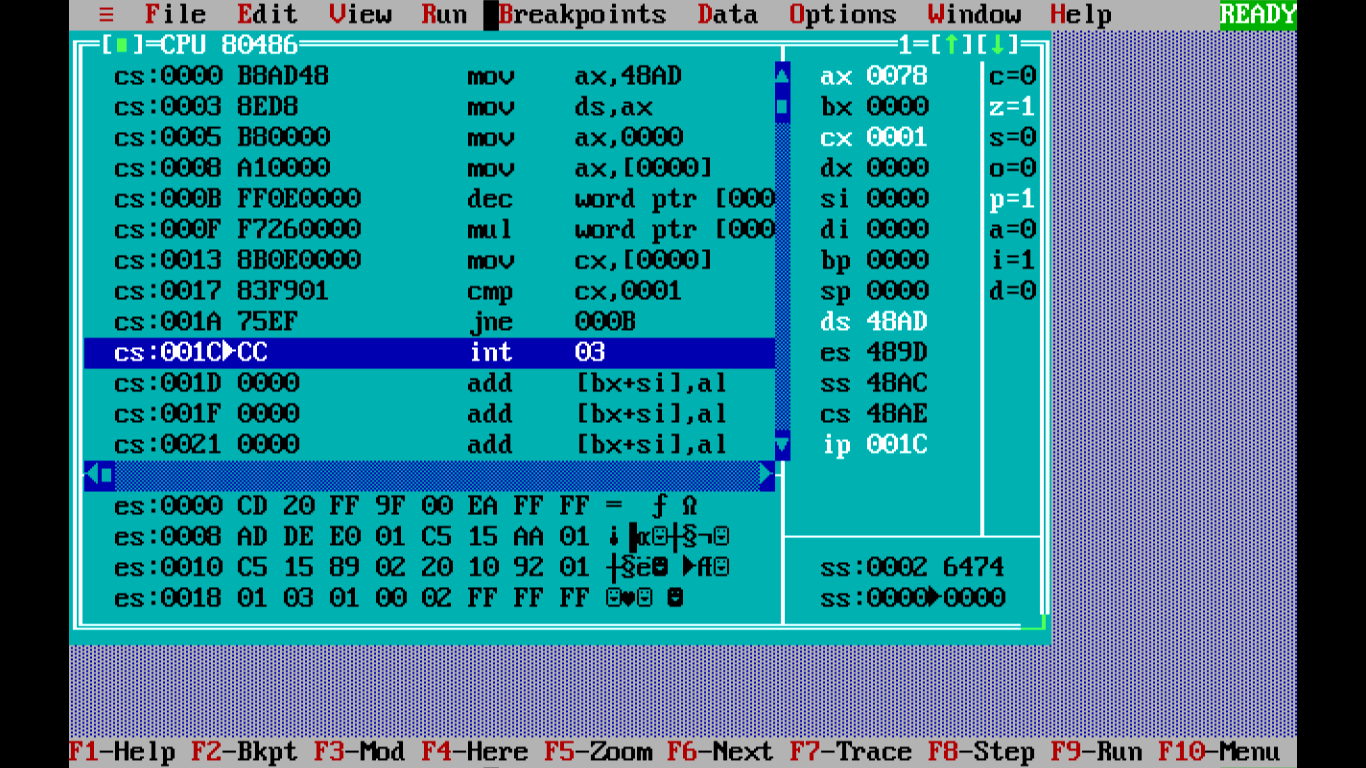 ≡ File Edit View Run Breakpoints Data Options Window Help READY
[■]=CPU 80486 1=[↑][↓]
cs:0000 B8AD48 mov ax,48AD ax 0078 c=0
cs:0003 8ED8 mov ds,ax bx 0000 z=1
cs:0005 B80000 mov ax,0000 cx 0001 s=0
cs:0008 A10000 mov ax,[0000] dx 0000 o=0
cs:000B FF0E0000 dec word ptr [000 si 0000 p=1
cs:000F F7260000 mul word ptr [000 di 0000 a=0
cs:0013 8B0E0000 mov cx,[0000] bp 0000 i=1
cs:0017 83F901 cmp cx,0001 sp 0000 d=0
cs:001A 75EF jne 000B ds 48AD
cs:001C►CC int 03 es 489D
cs:001D 0000 add [bx+si],al ss 48AC
cs:001F 0000 add [bx+si],al cs 48AE
cs:0021 0000 add [bx+si],al ip 001C
es:0000 CD 20 FF 9F 00 EA FF FF = ƒ Ω
es:0008 AD DE E0 01 C5 15 AA 01 ¡▐α☺┼§¬☺
es:0010 C5 15 89 02 20 10 92 01 ┼§ë☻ ►Æ☺ ss:0002 6474
es:0018 01 03 01 00 02 FF FF FF ☺♥☺ ☻ ss:0000►0000
F1-Help F2-Bkpt F3-Mod F4-Here F5-Zoom F6-Next F7-Trace F8-Step F9-Run F10-Menu